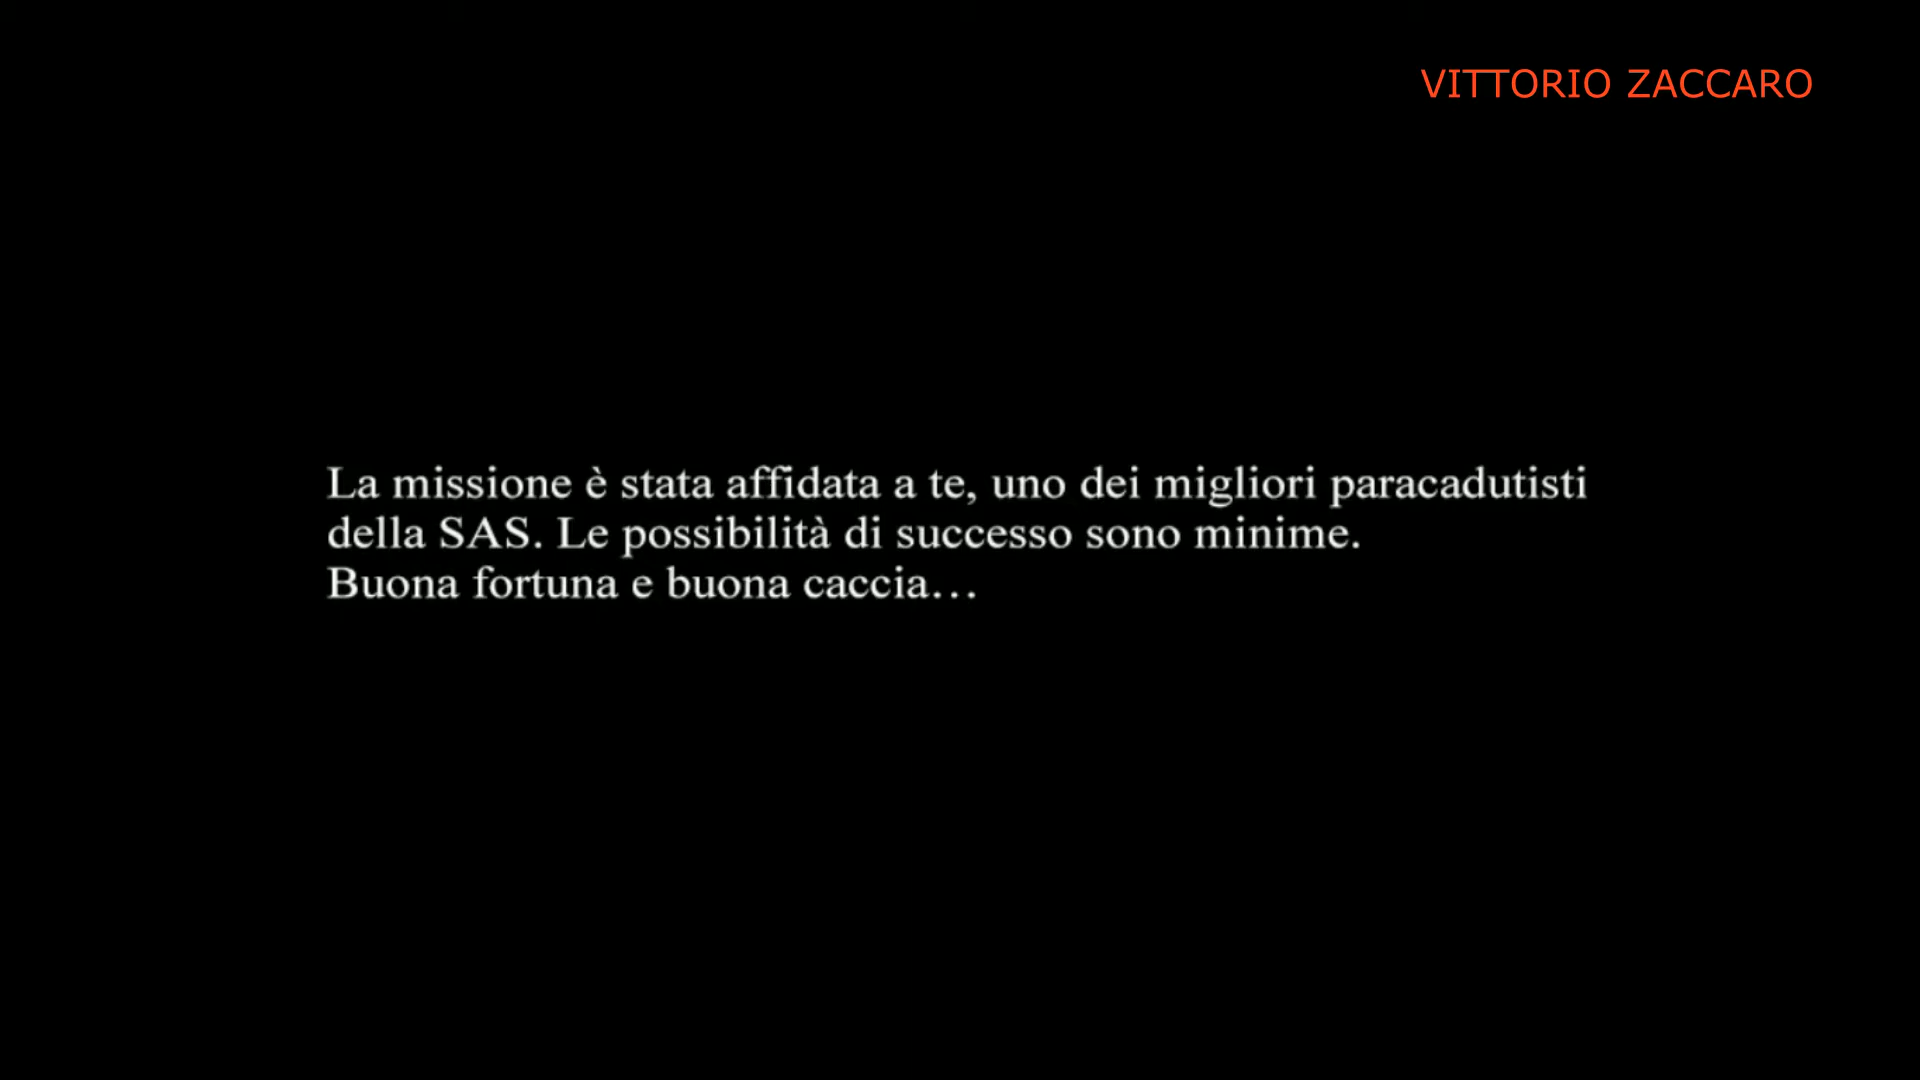 VITTORIO ZACCARO
La missione è stata affidata a te, uno dei migliori paracadutisti
della SAS. Le possibilità di successo sono minime.
Buona fortuna e buona caccia…